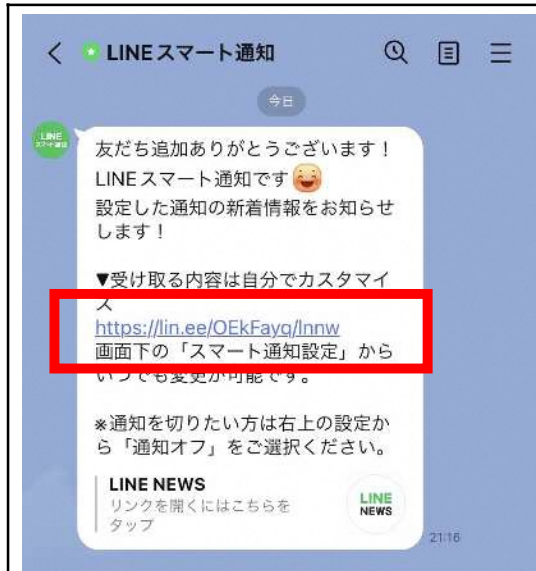 LINEスマート通知
今日
LINE
スマート通知
友だち追加ありがとうございます！
LINEスマート通知です
設定した通知の新着情報をお知らせ
します！
▼受け取る内容は自分でカスタマイ
ズ
https://lin.ee/OEkFayq/lnnw
画面下の「スマート通知設定」から
いつでも変更が可能です。
※通知を切りたい方は右上の設定か
ら「通知オフ」をご選択ください。
LINE NEWS
リンクを開くにはこちらを
タップ
LINE
NEWS
21:16